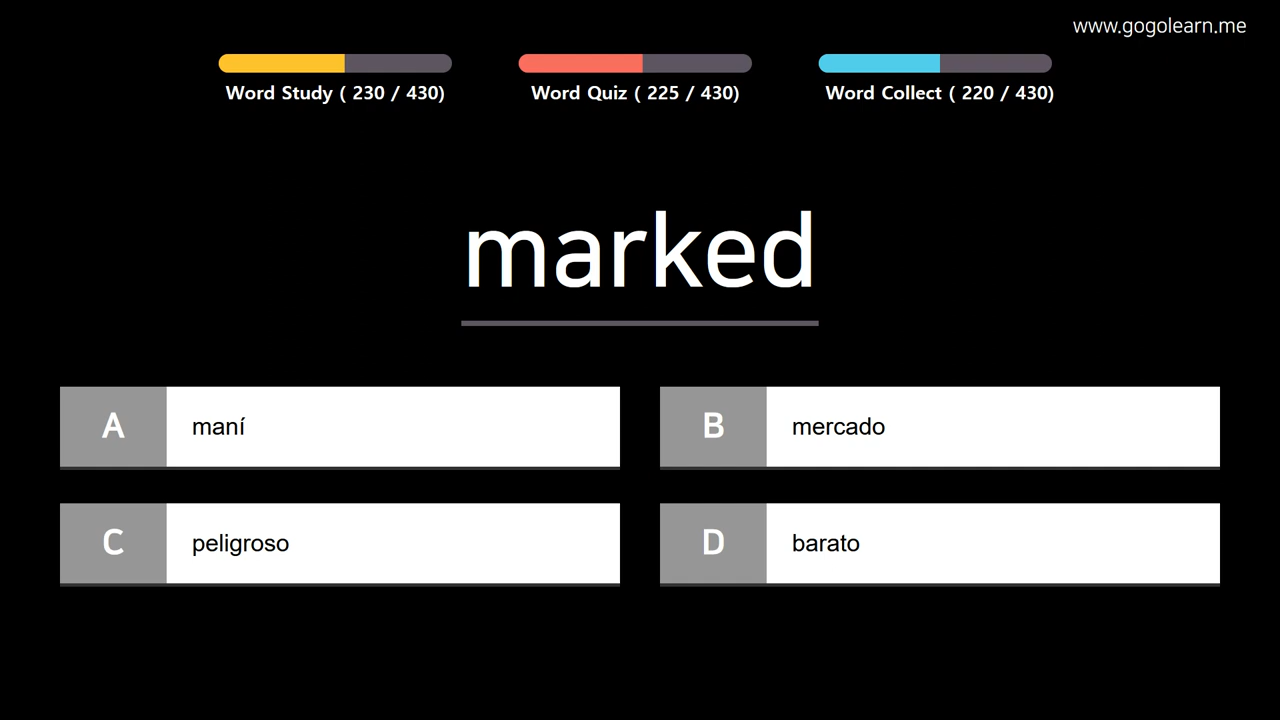 www.gogolearn.me
Word Study ( 230 / 430)
Word Quiz ( 225 / 430)
Word Collect ( 220 / 430)
marked
A
maní
B
mercado
C
peligroso
D
barato